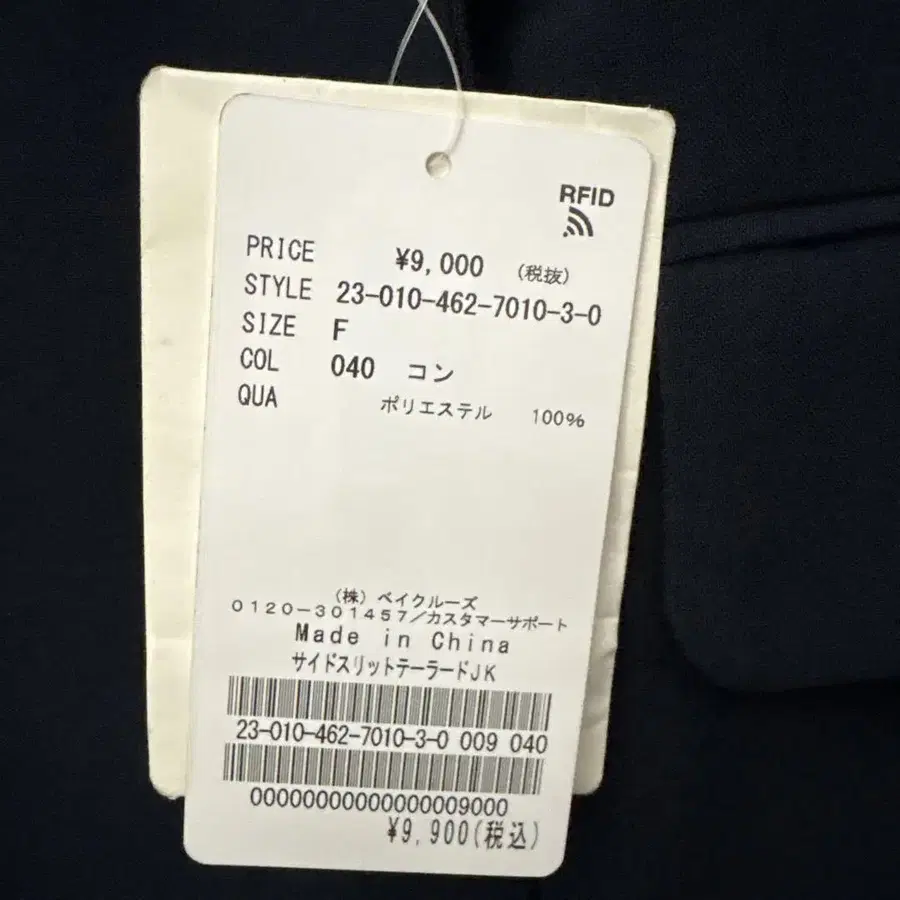 RFID
PRICE ¥9,000 (税抜)
STYLE 23-010-462-7010-3-0
SIZE F
COL 040 コン
QUA ポリエステル 100%
(株)ベイクルーズ
0120-301457/カスタマーサポート
Made in China
サイドスリットテーラードJK
23-010-462-7010-3-0 009 040
00000000000000009000
¥9,900(税込)